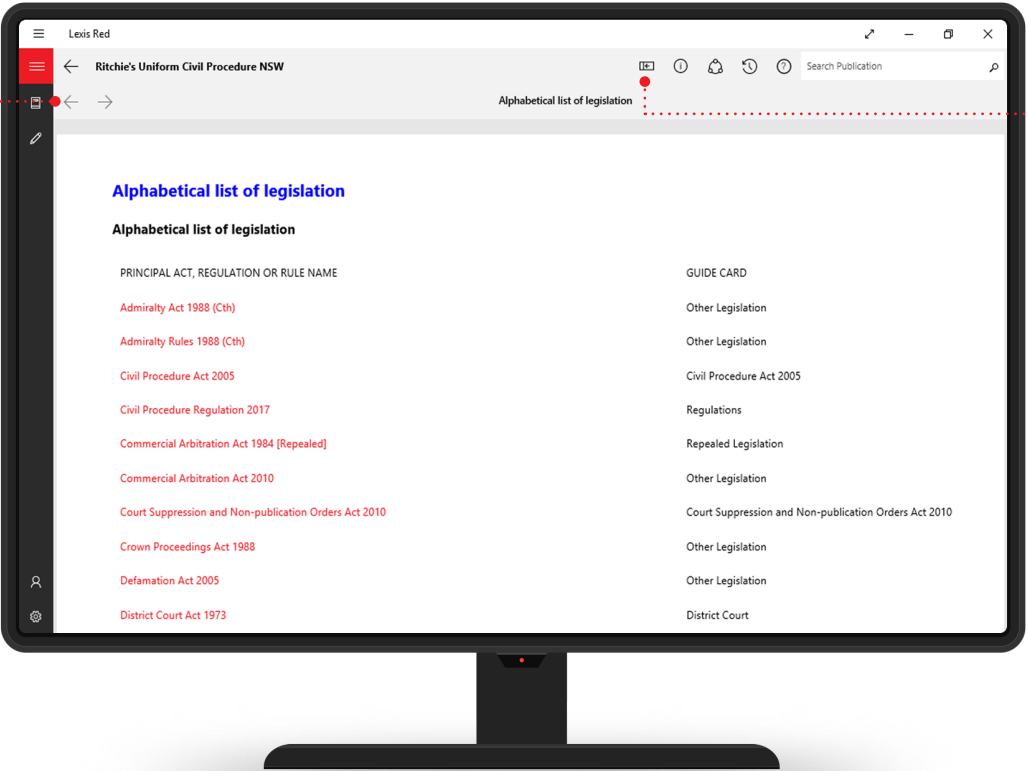 Lexis Red
Ritchie's Uniform Civil Procedure NSW
Search Publication
Alphabetical list of legislation
Alphabetical list of legislation
Alphabetical list of legislation
PRINCIPAL ACT, REGULATION OR RULE NAME GUIDE CARD
Admiralty Act 1988 (Cth) Other Legislation
Admiralty Rules 1988 (Cth) Other Legislation
Civil Procedure Act 2005 Civil Procedure Act 2005
Civil Procedure Regulation 2017 Regulations
Commercial Arbitration Act 1984 [Repealed] Repealed Legislation
Commercial Arbitration Act 2010 Other Legislation
Court Suppression and Non-publication Orders Act 2010 Court Suppression and Non-publication Orders Act 2010
Crown Proceedings Act 1988 Other Legislation
Defamation Act 2005 Other Legislation
District Court Act 1973 District Court